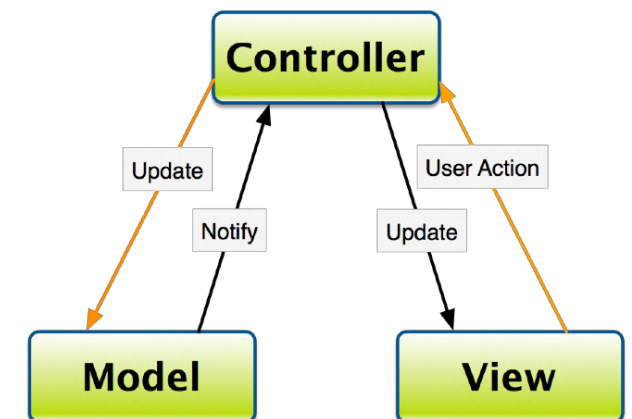 Controller
Update
User Action
Notify
Update
Model
View